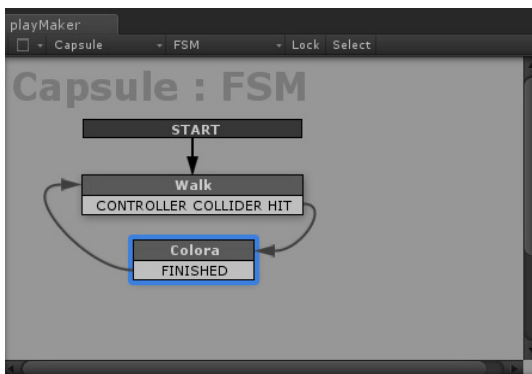 playMaker
Capsule FSM Lock Select
Capsule : FSM
START
Walk
CONTROLLER COLLIDER HIT
Colora
FINISHED